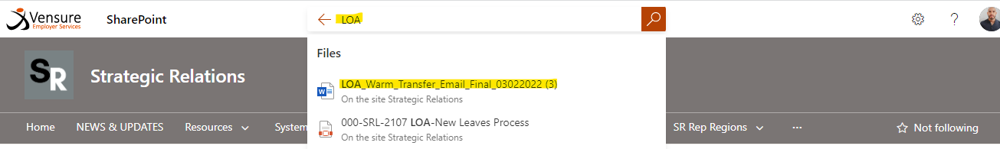 Vensure
Employer Services
SharePoint
LOA
?
Files
SR
Strategic Relations
LOA_Warm_Transfer_Email_Final_03022022 (3)
On the site Strategic Relations
000-SRL-2107 LOA-New Leaves Process
On the site Strategic Relations
Home NEWS & UPDATES Resources System SR Rep Regions ... Not following